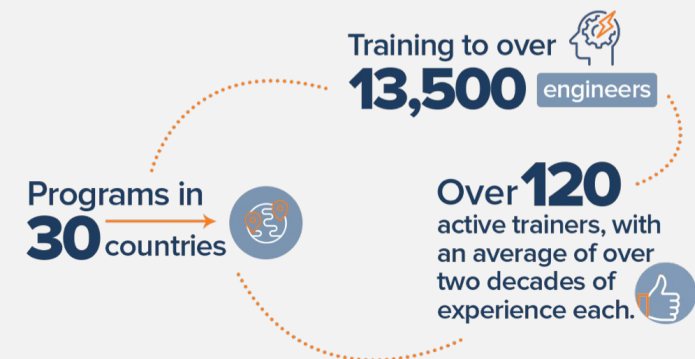 Training to over
13,500 engineers
Programs in
30 countries
Over 120
active trainers, with
an average of over
two decades of
experience each.